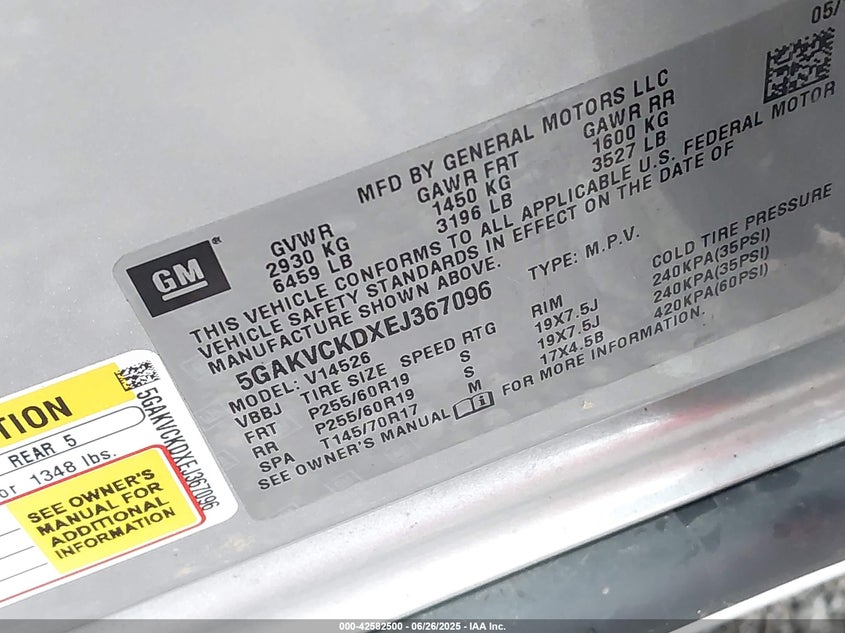 05/
MFD BY GENERAL MOTORS LLC
GVWR GAWR FRT GAWR RR
2930 KG 1450 KG 1600 KG
6459 LB 3196 LB 3527 LB
GM ®
THIS VEHICLE CONFORMS TO ALL APPLICABLE U.S. FEDERAL MOTOR
VEHICLE SAFETY STANDARDS IN EFFECT ON THE DATE OF
MANUFACTURE SHOWN ABOVE.
5GAKVCKDXEJ367096 TYPE: M.P.V.
MODEL: V14526
VBBJ TIRE SIZE SPEED RTG RIM COLD TIRE PRESSURE
FRT P255/60R19 S 19X7.5J 240KPA(35PSI)
RR P255/60R19 S 19X7.5J 240KPA(35PSI)
SPA T145/70R17 M 17X4.5B 420KPA(60PSI)
SEE OWNER'S MANUAL i FOR MORE INFORMATION.
TION
REAR 5
or 1348 lbs.
SEE OWNER'S
MANUAL FOR
ADDITIONAL
INFORMATION
5GAKVCKDXEJ367096
000-42582500 - 06/26/2025 - IAA Inc.